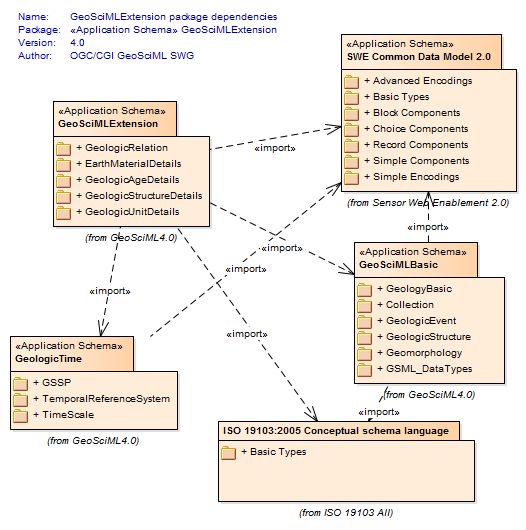 Name: GeoSciMLExtension package dependencies
Package: «Application Schema» GeoSciMLExtension
Version: 4.0
Author: OGC/CGI GeoSciML SWG
«Application Schema»
SWE Common Data Model 2.0
+ Advanced Encodings
+ Basic Types
+ Block Components
+ Choice Components
+ Record Components
+ Simple Components
+ Simple Encodings
(from Sensor Web Enablement 2.0)
«Application Schema»
GeoSciMLExtension
+ GeologicRelation
+ EarthMaterialDetails
+ GeologicAgeDetails
+ GeologicStructureDetails
+ GeologicUnitDetails
(from GeoSciML4.0)
«import»
«import»
«import»
«import»
«import»
«import»
«import»
«Application Schema»
GeoSciMLBasic
+ GeologyBasic
+ Collection
+ GeologicEvent
+ GeologicStructure
+ Geomorphology
+ GSML_DataTypes
(from GeoSciML4.0)
«Application Schema»
GeologicTime
+ GSSP
+ TemporalReferenceSystem
+ TimeScale
(from GeoSciML4.0)
«import»
ISO 19103:2005 Conceptual schema language
+ Basic Types
(from ISO 19103 All)